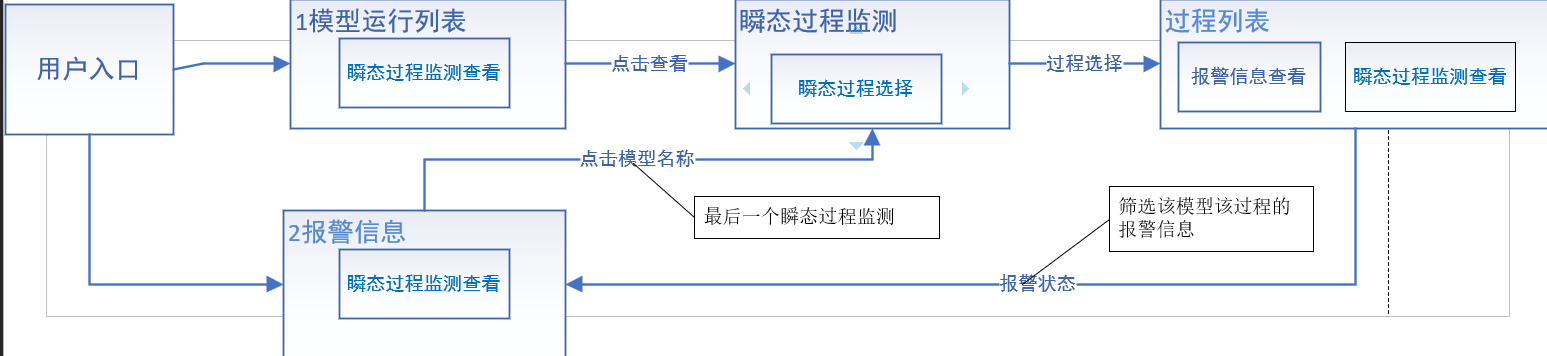 用户入口
1模型运行列表
瞬态过程监测查看
点击查看
瞬态过程监测
瞬态过程选择
过程选择
过程列表
报警信息查看
瞬态过程监测查看
点击模型名称
最后一个瞬态过程监测
筛选该模型该过程的
报警信息
2报警信息
瞬态过程监测查看
报警状态